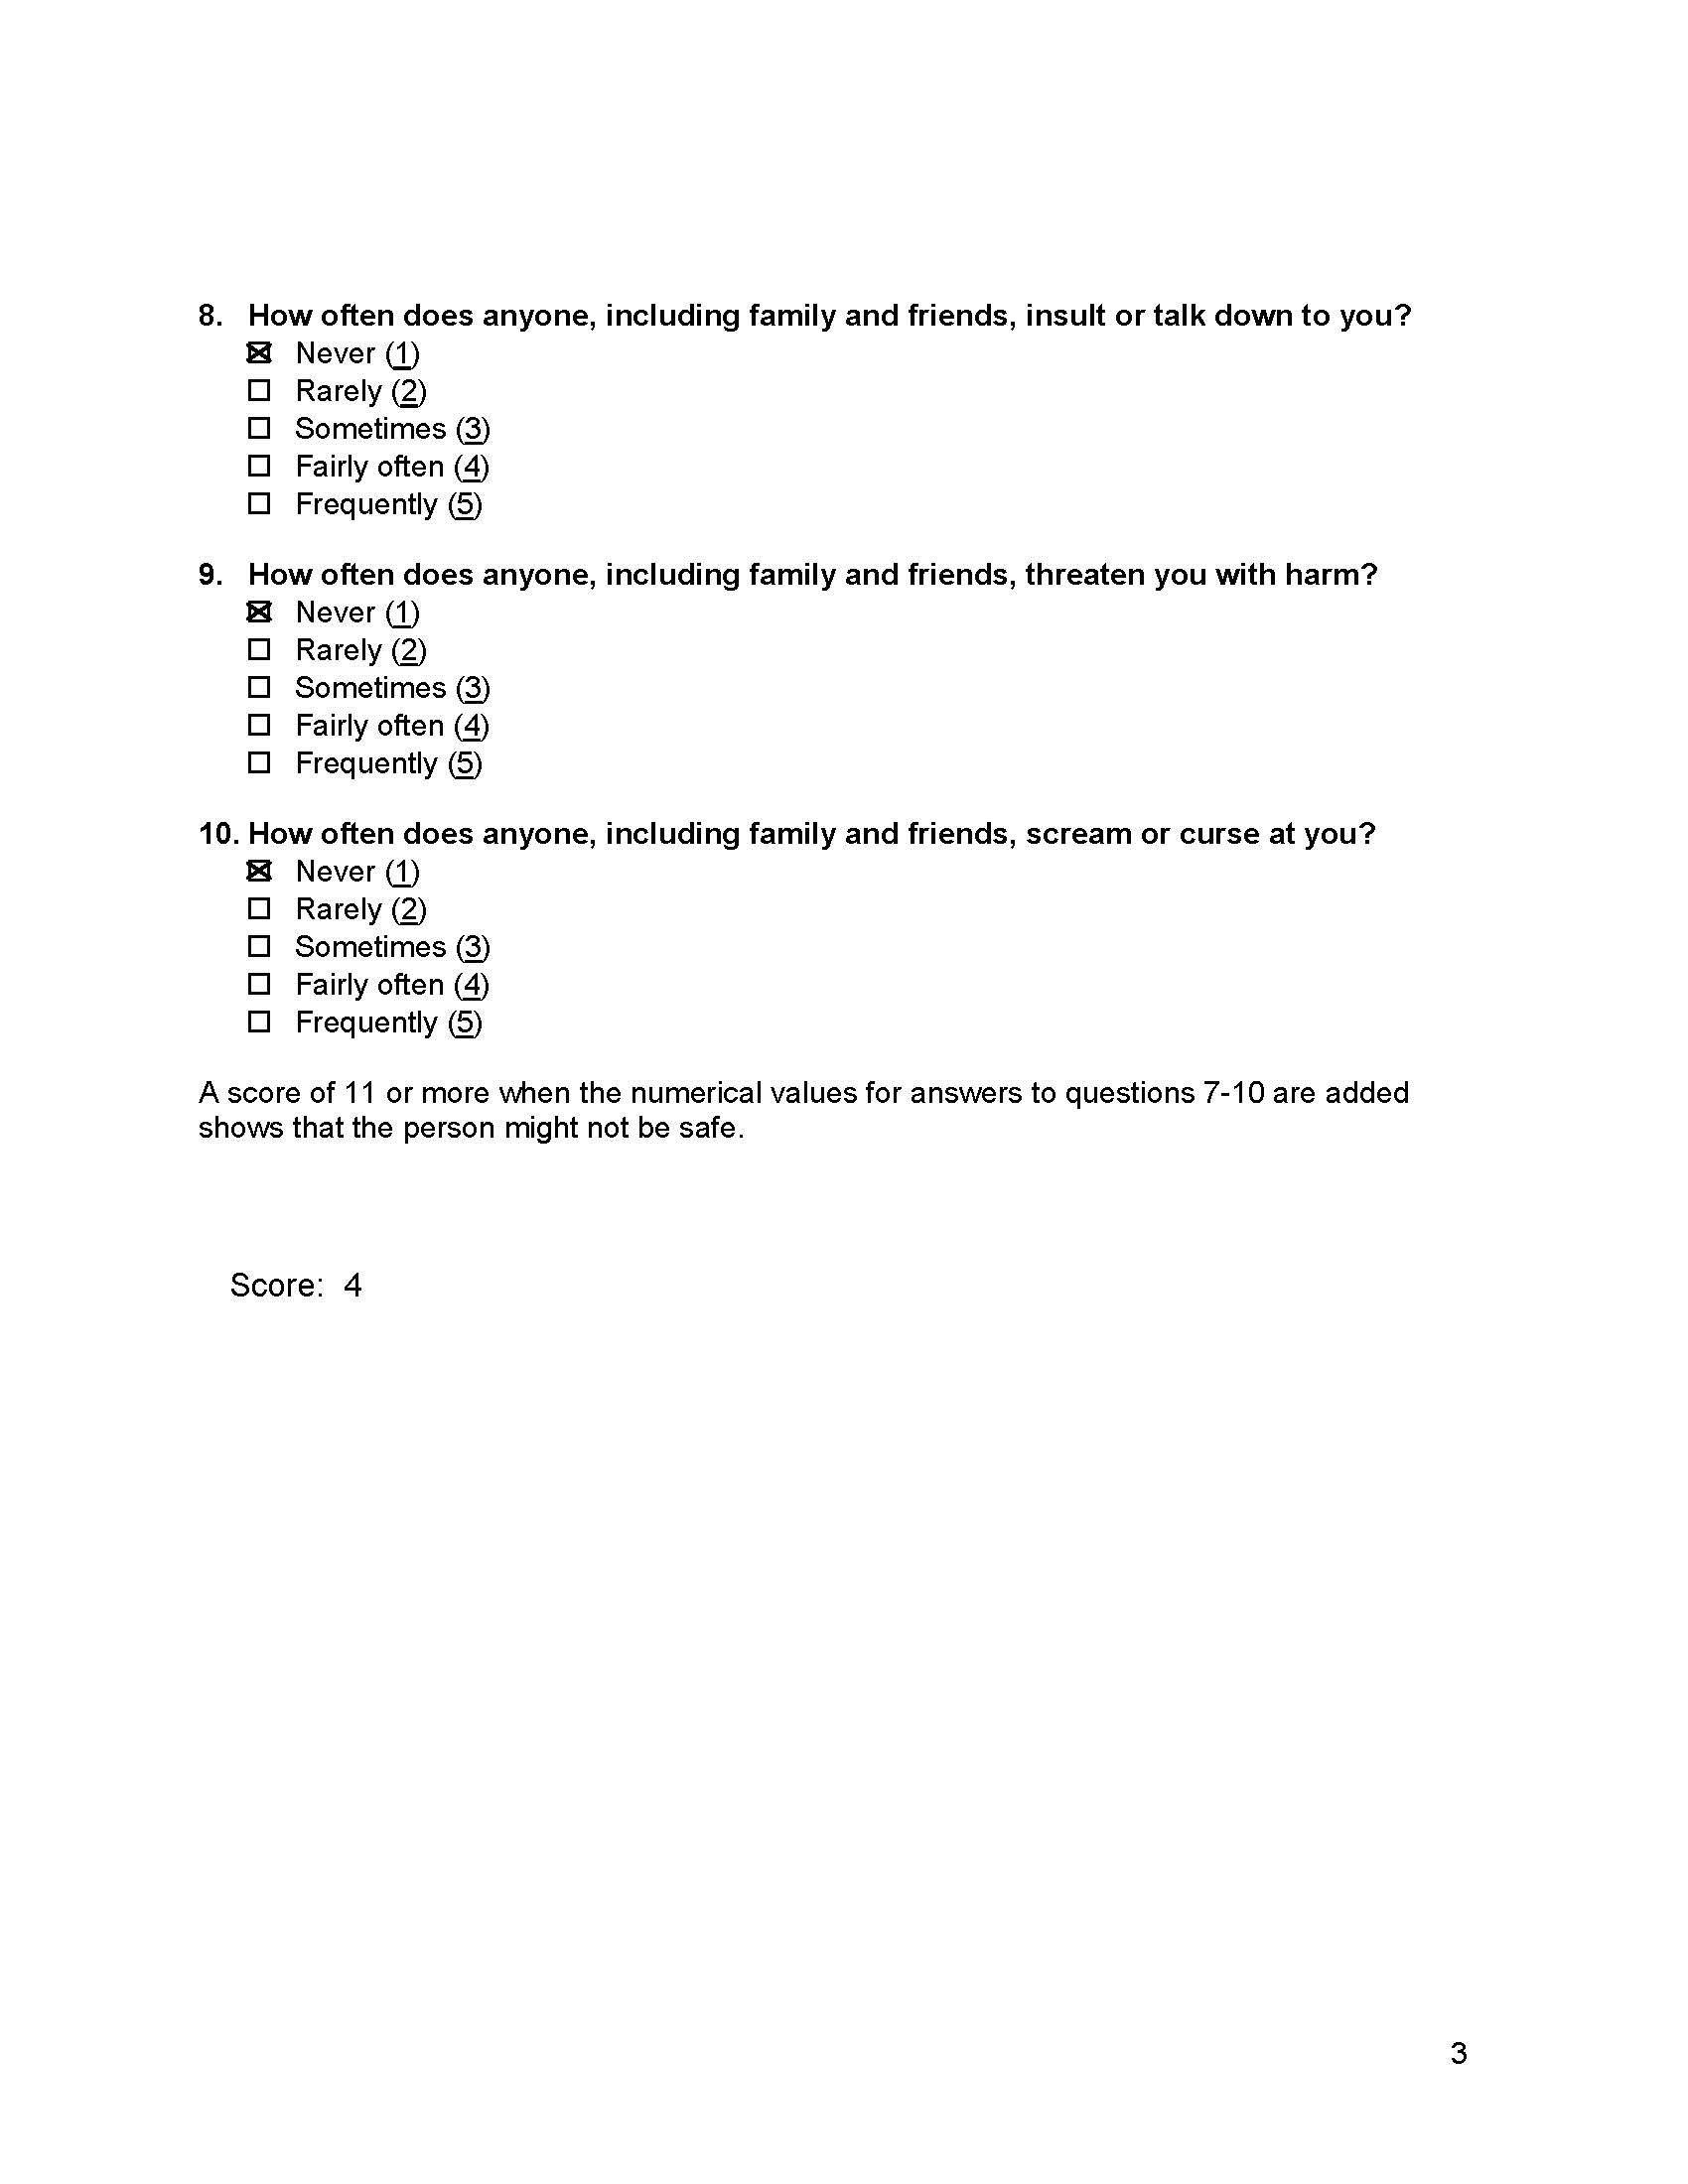 8. How often does anyone, including family and friends, insult or talk down to you?
☒ Never (1)
☐ Rarely (2)
☐ Sometimes (3)
☐ Fairly often (4)
☐ Frequently (5)
9. How often does anyone, including family and friends, threaten you with harm?
☒ Never (1)
☐ Rarely (2)
☐ Sometimes (3)
☐ Fairly often (4)
☐ Frequently (5)
10. How often does anyone, including family and friends, scream or curse at you?
☒ Never (1)
☐ Rarely (2)
☐ Sometimes (3)
☐ Fairly often (4)
☐ Frequently (5)
A score of 11 or more when the numerical values for answers to questions 7-10 are added
shows that the person might not be safe.
Score: 4
3